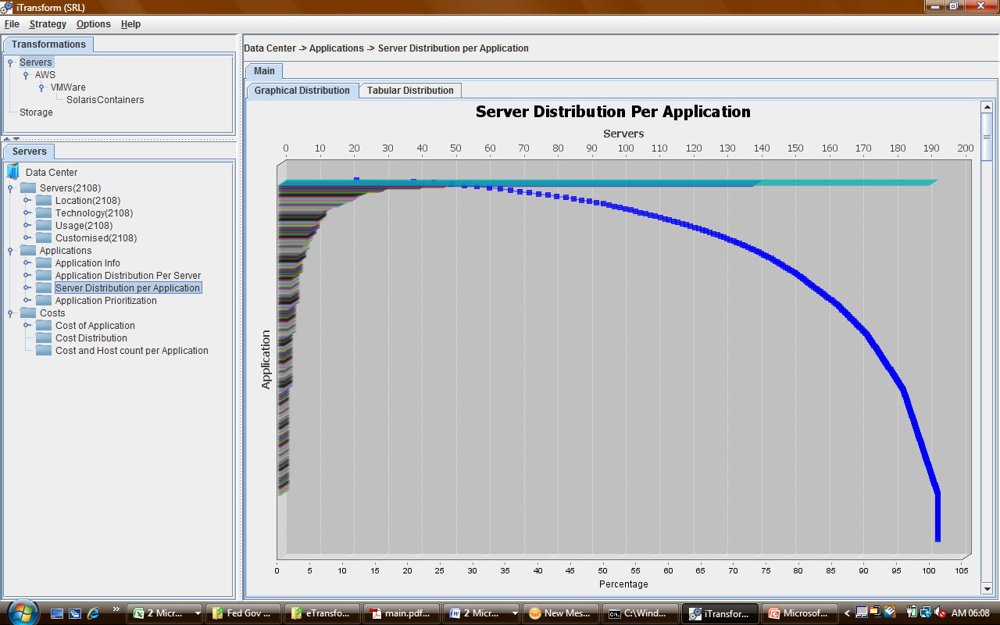 iTransform (SRL)
File Strategy Options Help
Transformations
Servers
AWS
VMWare
SolarisContainers
Storage
Servers
Data Center
Servers(2108)
Location(2108)
Technology(2108)
Usage(2108)
Customised(2108)
Applications
Application Info
Application Distribution Per Server
Server Distribution per Application
Application Prioritization
Costs
Cost of Application
Cost Distribution
Cost and Host count per Application
Data Center -> Applications -> Server Distribution per Application
Main
Graphical Distribution Tabular Distribution
Server Distribution Per Application
Servers
0 10 20 30 40 50 60 70 80 90 100 110 120 130 140 150 160 170 180 190 200
Application
0 5 10 15 20 25 30 35 40 45 50 55 60 65 70 75 80 85 90 95 100 105
Percentage
» 2 Micr... Fed Gov ... eTransfo... main.pdf... 2 Micr... New Mes... C:\Wind... iTransfor... Microsof... < AM 06:08